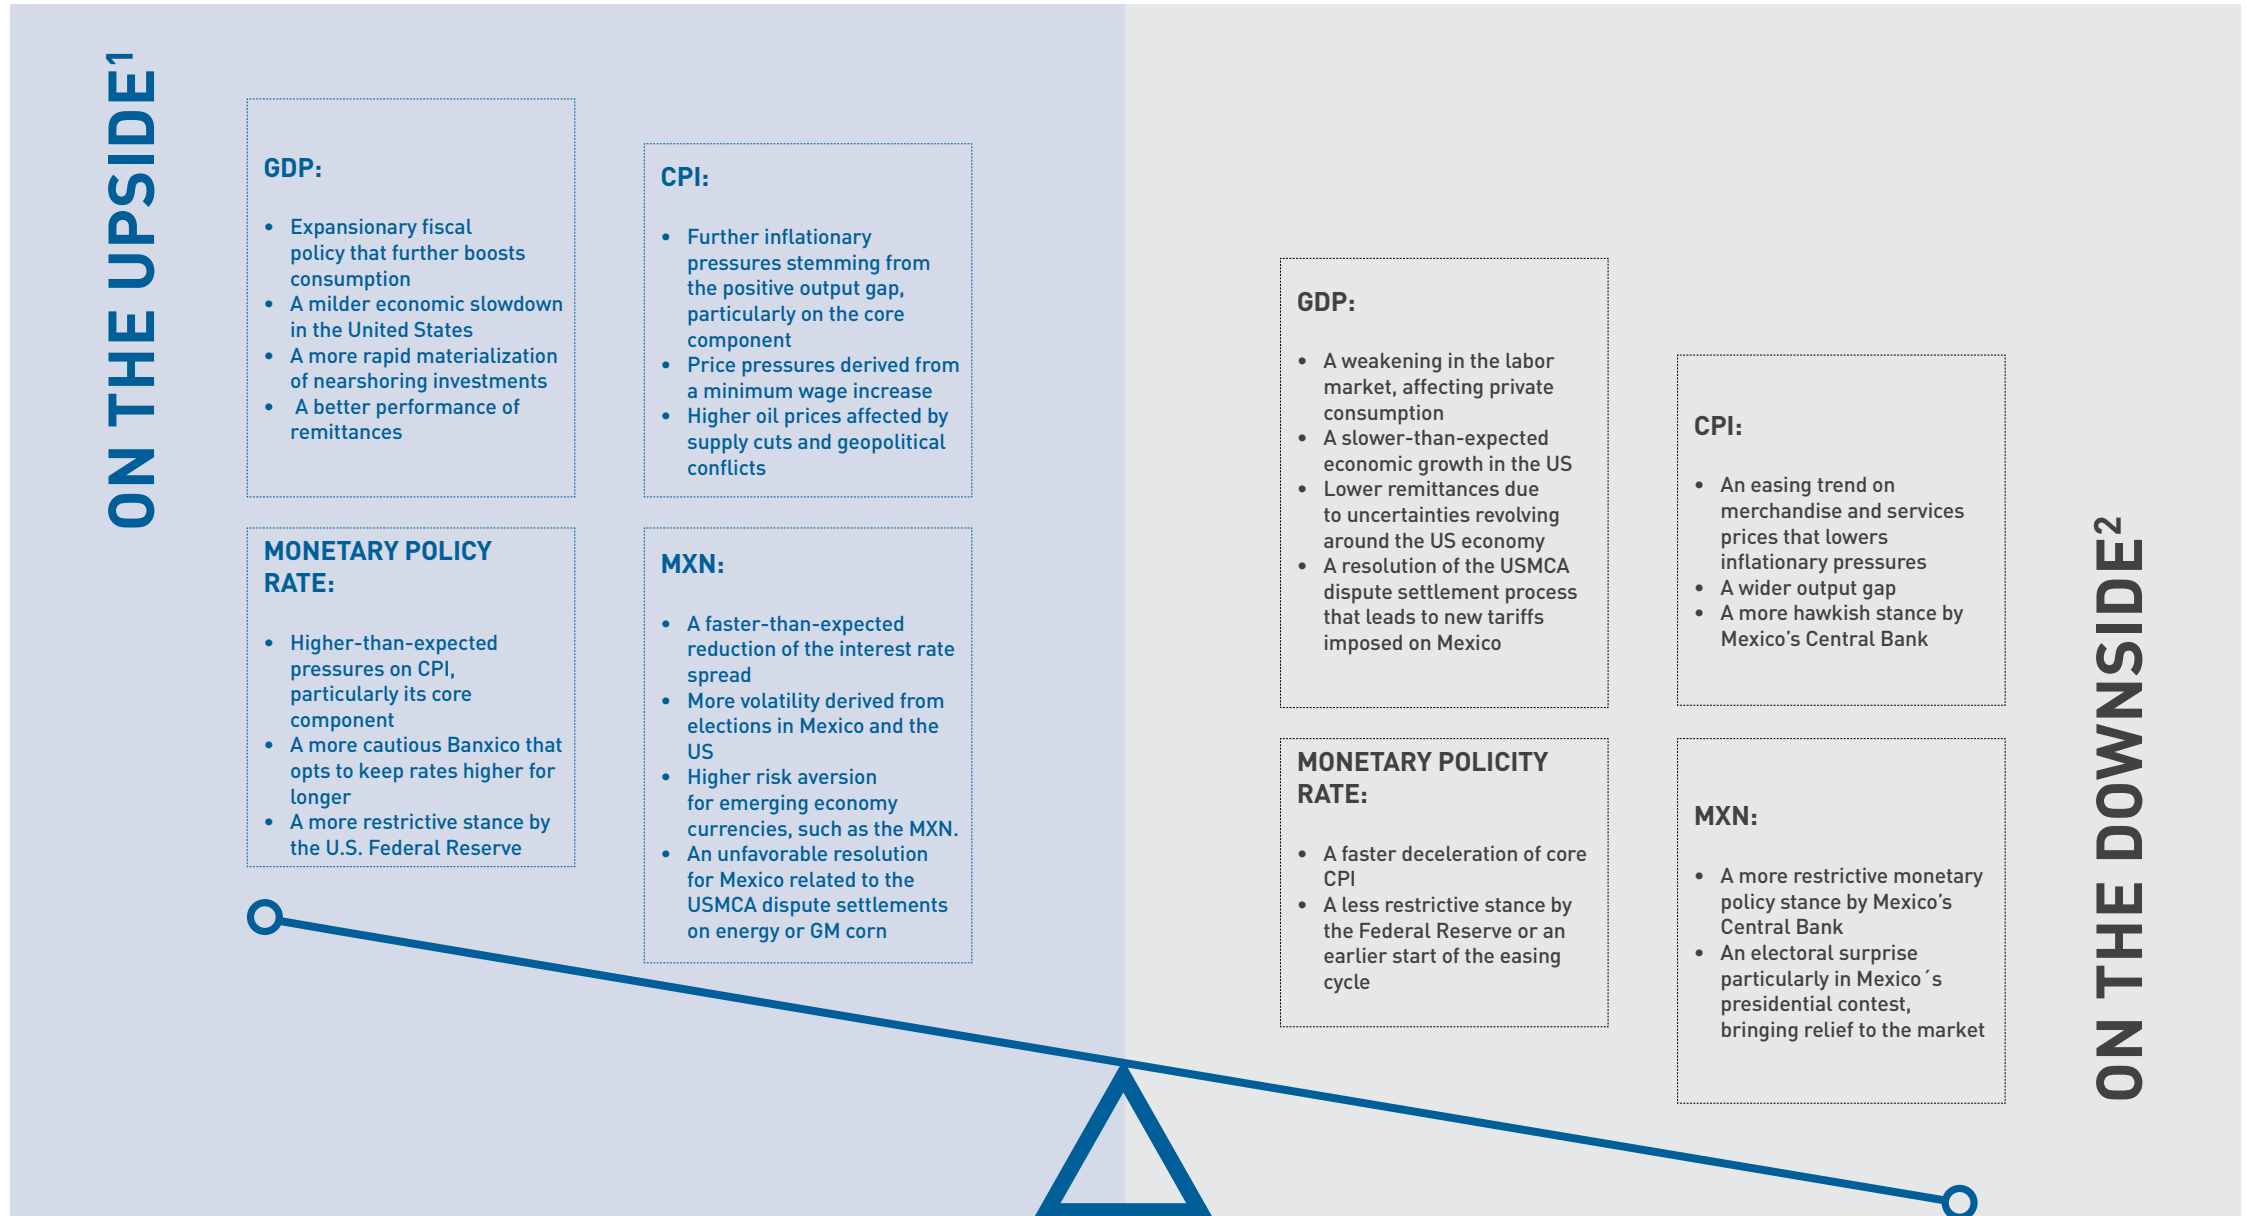 ON THE UPSIDE1
GDP:
• Expansionary fiscal
policy that further boosts
consumption
• A milder economic slowdown
in the United States
• A more rapid materialization
of nearshoring investments
• A better performance of
remittances
CPI:
• Further inflationary
pressures stemming from
the positive output gap,
particularly on the core
component
• Price pressures derived from
a minimum wage increase
• Higher oil prices affected by
supply cuts and geopolitical
conflicts
MONETARY POLICY
RATE:
• Higher-than-expected
pressures on CPI,
particularly its core
component
• A more cautious Banxico that
opts to keep rates higher for
longer
• A more restrictive stance by
the U.S. Federal Reserve
MXN:
• A faster-than-expected
reduction of the interest rate
spread
• More volatility derived from
elections in Mexico and the
US
• Higher risk aversion
for emerging economy
currencies, such as the MXN.
• An unfavorable resolution
for Mexico related to the
USMCA dispute settlements
on energy or GM corn
GDP:
• A weakening in the labor
market, affecting private
consumption
• A slower-than-expected
economic growth in the US
• Lower remittances due
to uncertainties revolving
around the US economy
• A resolution of the USMCA
dispute settlement process
that leads to new tariffs
imposed on Mexico
CPI:
• An easing trend on
merchandise and services
prices that lowers
inflationary pressures
• A wider output gap
• A more hawkish stance by
Mexico’s Central Bank
MONETARY POLICITY
RATE:
• A faster deceleration of core
CPI
• A less restrictive stance by
the Federal Reserve or an
earlier start of the easing
cycle
MXN:
• A more restrictive monetary
policy stance by Mexico’s
Central Bank
• An electoral surprise
particularly in Mexico´s
presidential contest,
bringing relief to the market
ON THE DOWNSIDE2